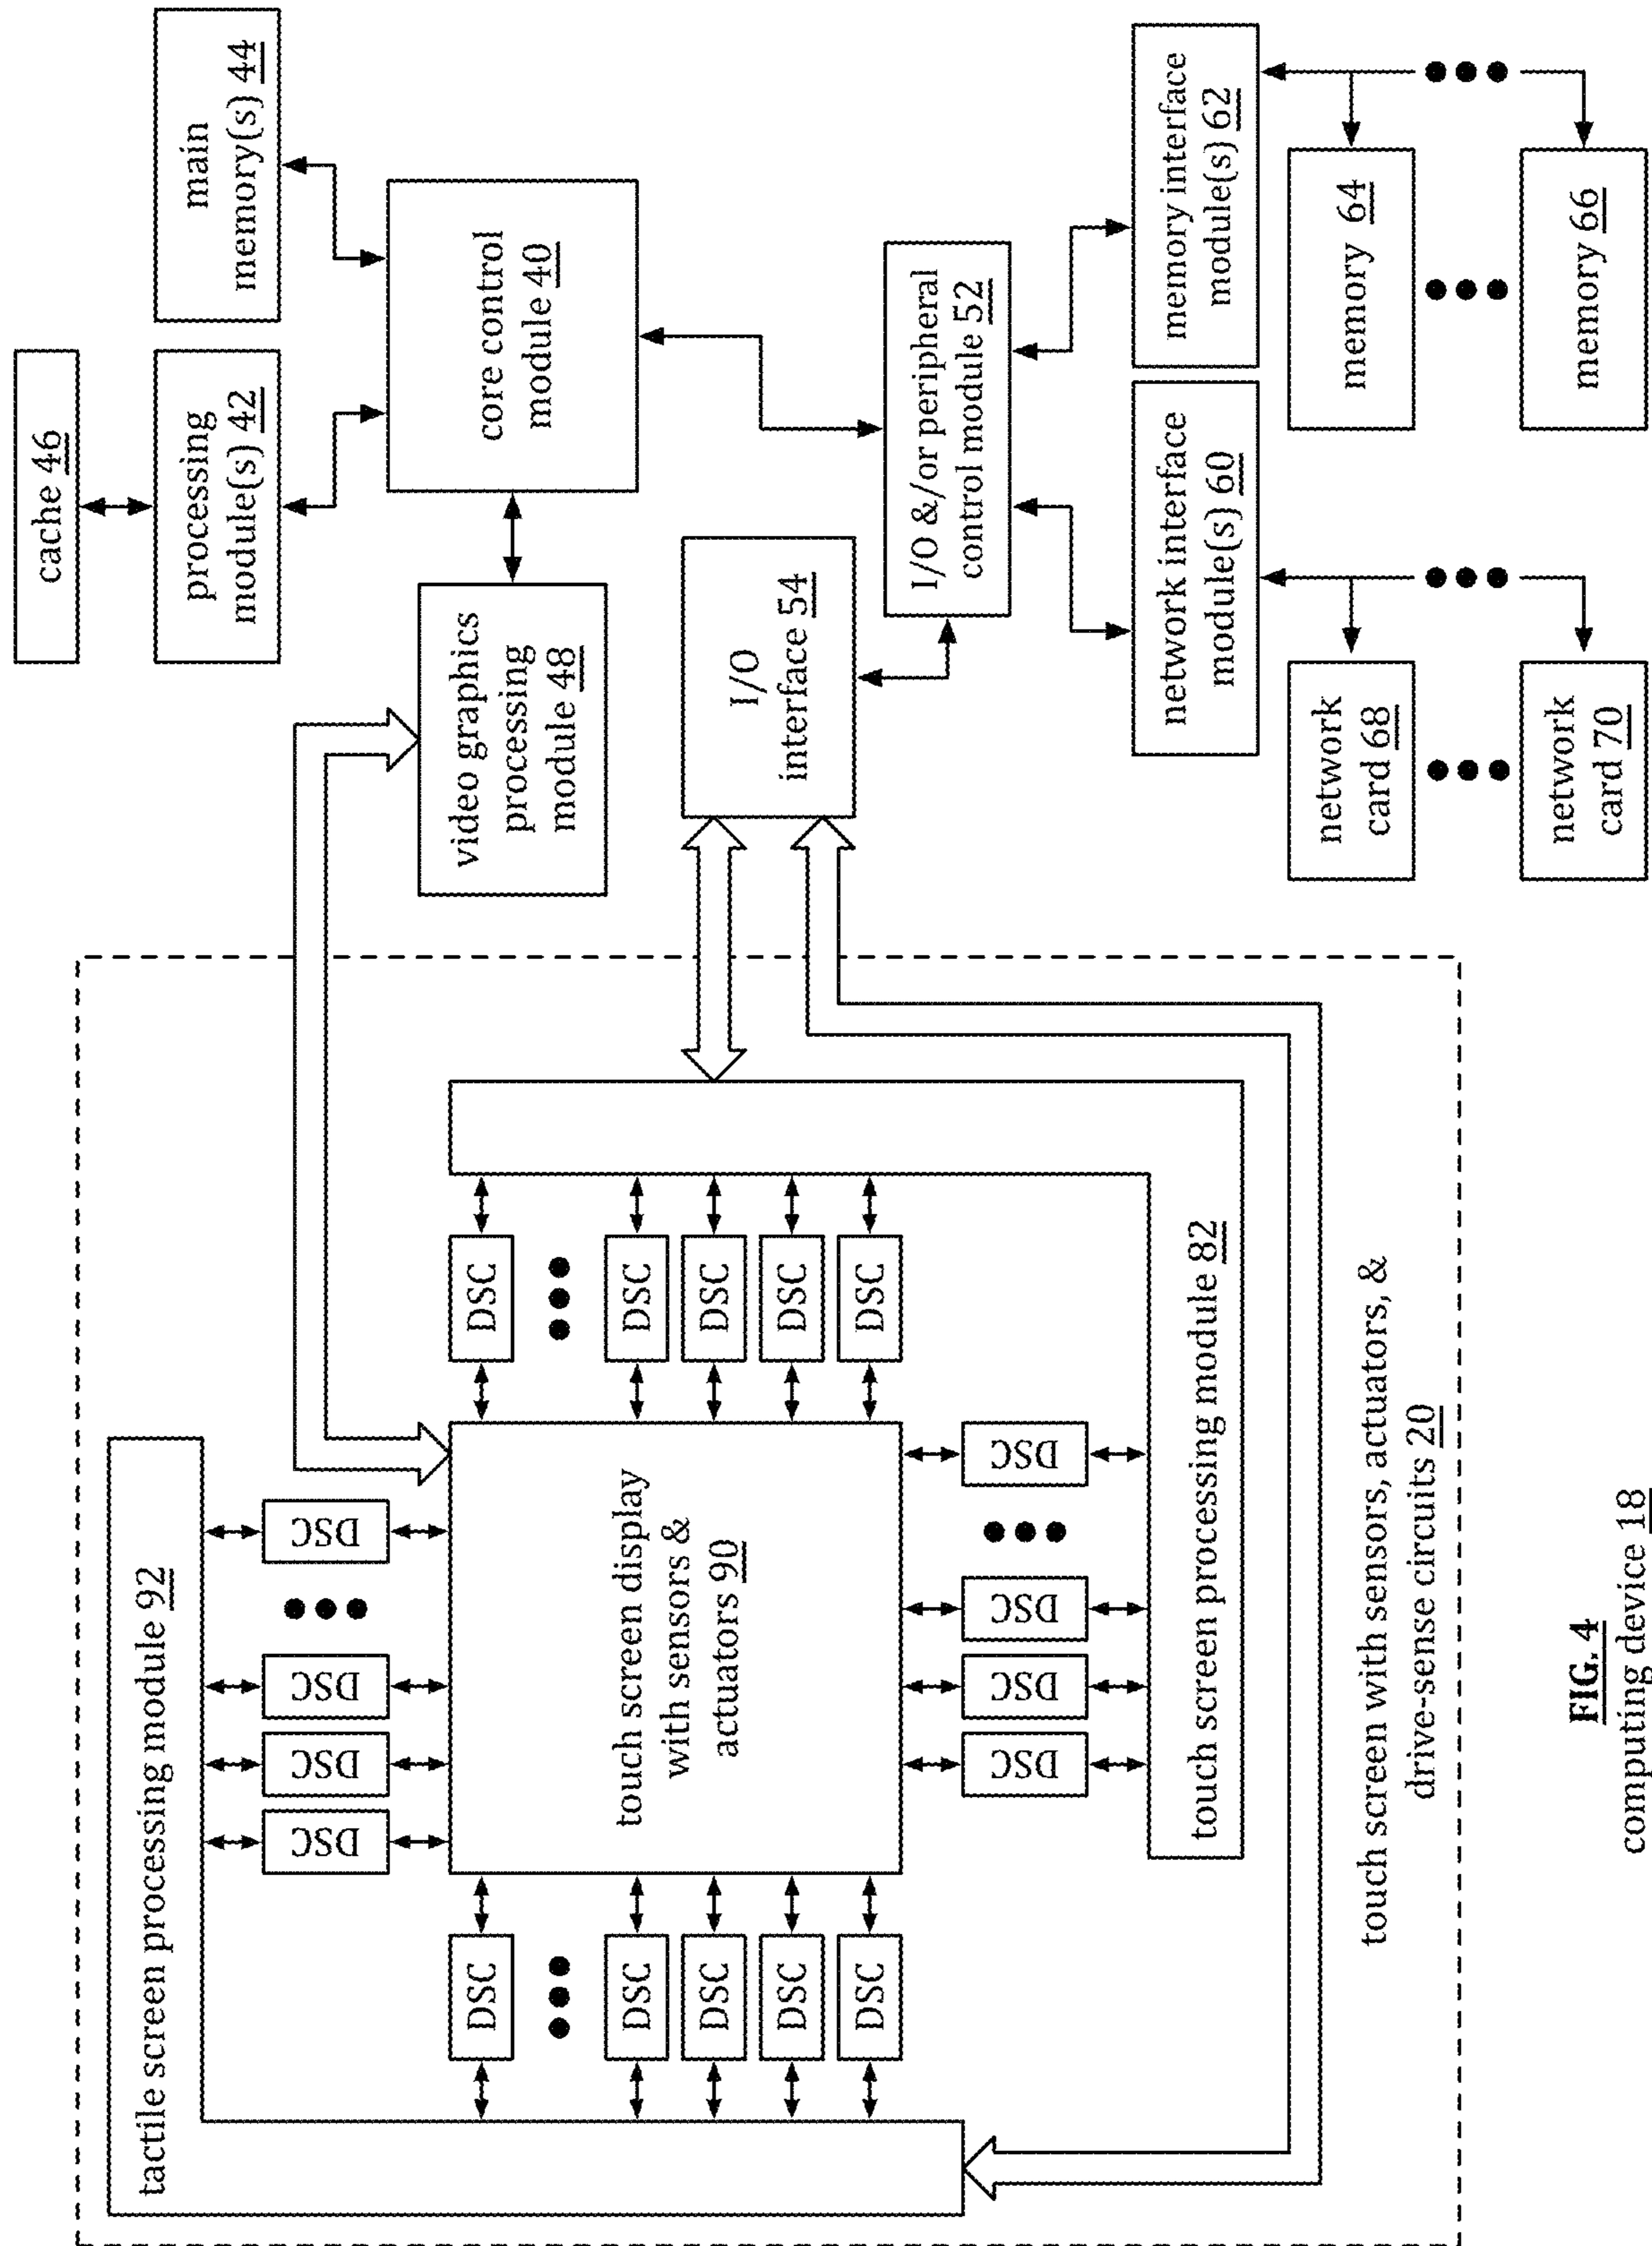 cache 46
tactile screen processing module 92
processing
module(s) 42
main
memory(s) 44
DSC
DSC
DSC
DSC
video graphics
processing
module 48
core control
module 40
DSC
DSC
DSC
DSC
DSC
touch screen display
with sensors &
actuators 90
DSC
DSC
DSC
DSC
DSC
I/O
interface 54
I/O &/or peripheral
control module 52
DSC
DSC
DSC
DSC
touch screen processing module 82
network interface
module(s) 60
memory interface
module(s) 62
touch screen with sensors, actuators, &
drive-sense circuits 20
network
card 68
memory 64
network
card 70
memory 66
FIG. 4
computing device 18